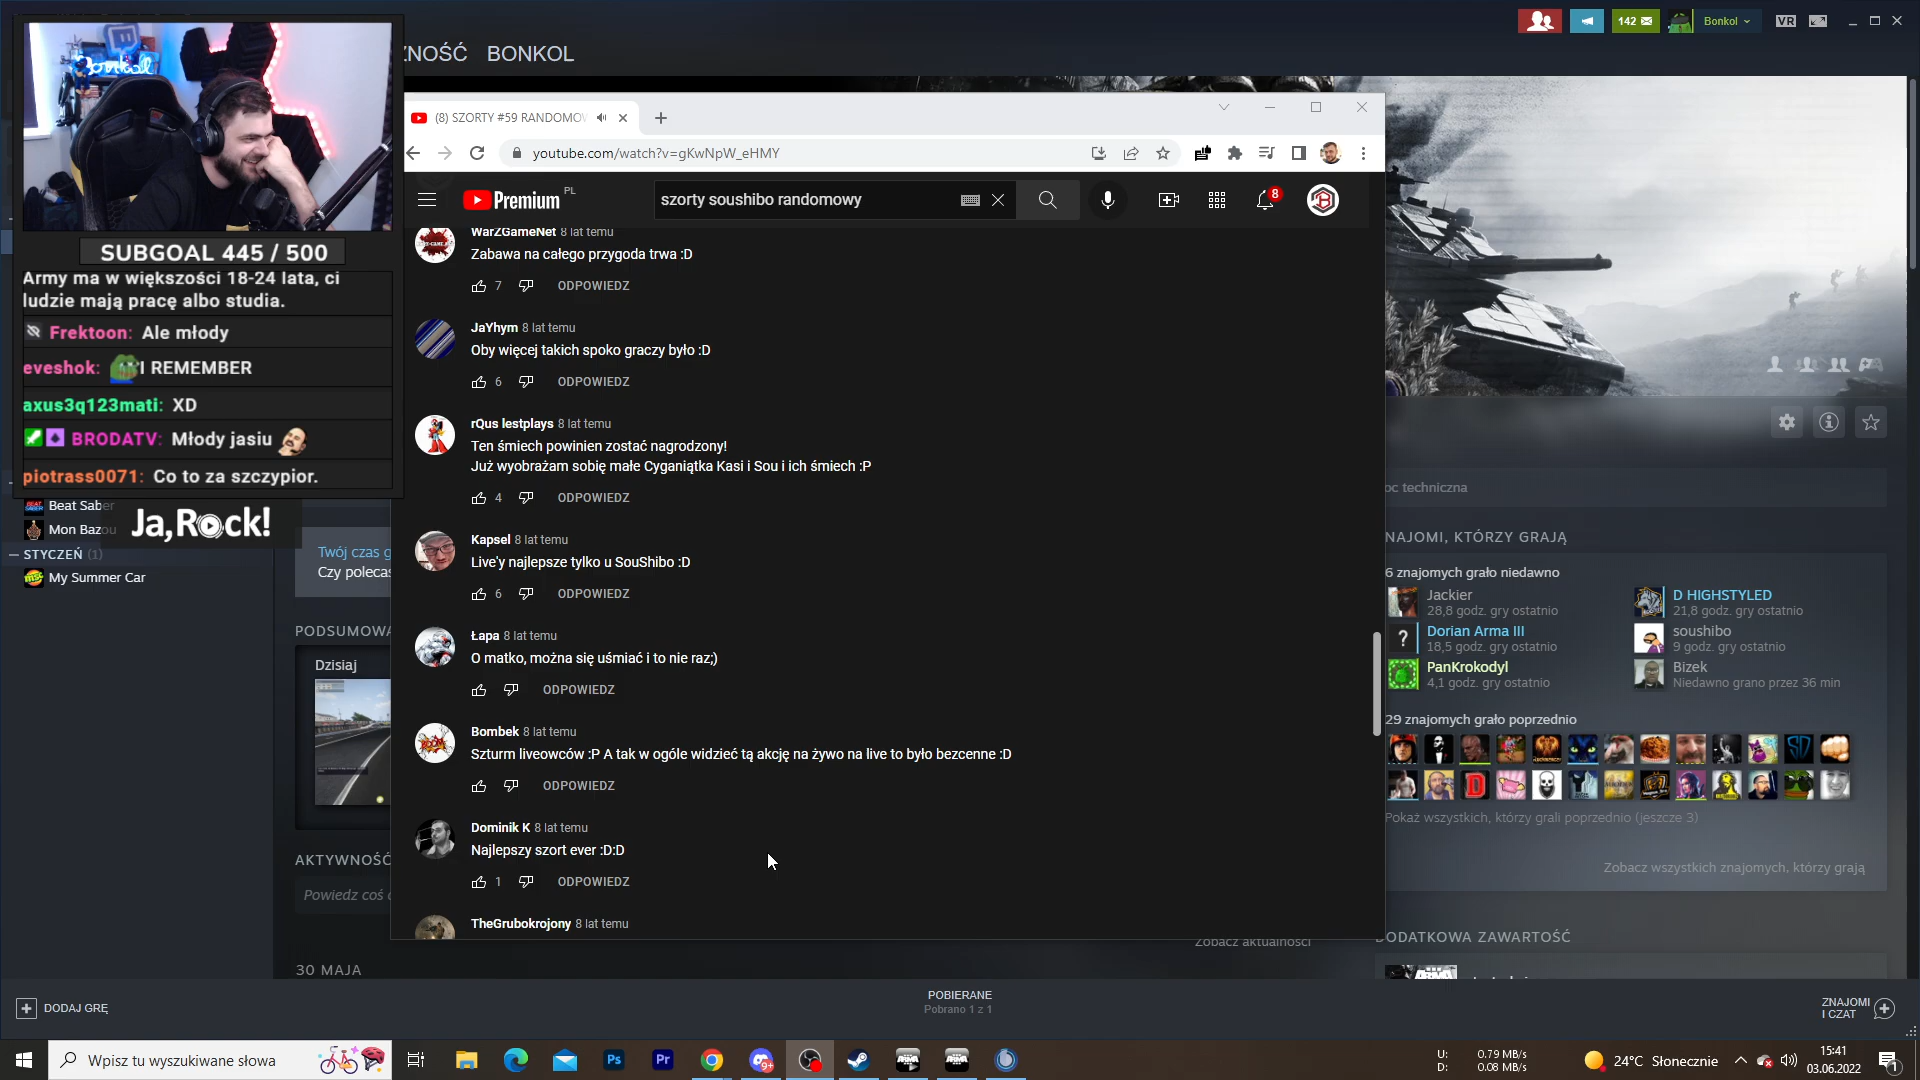 Bonkol
SUBGOAL 445 / 500
Army ma w większości 18-24 lata, ci
ludzie mają pracę albo studia.
Frektoon: Ale młody
eveshok: I REMEMBER
axus3q123mati: XD
BRODATV: Młody jasiu
piotrass0071: Co to za szczypior.
Ja,Rock!
Beat Saber
Mon Bazou
STYCZEŃ (1)
My Summer Car
ZNOŚĆ BONKOL
142
Bonkol
VR
(8) SZORTY #59 RANDOMOW
youtube.com/watch?v=gKwNpW_eHMY
Premium PL
szorty soushibo randomowy
8
WarZGameNet 8 lat temu
Zabawa na całego przygoda trwa :D
7 ODPOWIEDZ
JaYhym 8 lat temu
Oby więcej takich spoko graczy było :D
6 ODPOWIEDZ
rQus lestplays 8 lat temu
Ten śmiech powinien zostać nagrodzony!
Już wyobrażam sobię małe Cyganiątka Kasi i Sou i ich śmiech :P
4 ODPOWIEDZ
Kapsel 8 lat temu
Live'y najlepsze tylko u SouShibo :D
6 ODPOWIEDZ
Łapa 8 lat temu
O matko, można się uśmiać i to nie raz;)
ODPOWIEDZ
Bombek 8 lat temu
Szturm liveowców :P A tak w ogóle widzieć tą akcję na żywo na live to było bezcenne :D
ODPOWIEDZ
Dominik K 8 lat temu
Najlepszy szort ever :D:D
1 ODPOWIEDZ
TheGrubokrojony 8 lat temu
Twój czas g
Czy poleca
PODSUMOWA
Dzisiaj
AKTYWNOŚĆ
Powiedz coś
30 MAJA
oc techniczna
NAJOMI, KTÓRZY GRAJĄ
6 znajomych grało niedawno
Jackier
28,8 godz. gry ostatnio
D HIGHSTYLED
21,8 godz. gry ostatnio
Dorian Arma III
18,5 godz. gry ostatnio
soushibo
9 godz. gry ostatnio
PanKrokodyl
4,1 godz. gry ostatnio
Bizek
Niedawno grano przez 36 min
29 znajomych grało poprzednio
Pokaż wszystkich, którzy grali poprzednio (jeszcze 3)
Zobacz wszystkich znajomych, którzy grają
Zobacz aktualności
DODATKOWA ZAWARTOŚĆ
DODAJ GRĘ
POBIERANE
Pobrano 1 z 1
ZNAJOMI
I CZAT
Wpisz tu wyszukiwane słowa
Ps
Pr
9+
U: 0.79 MB/s
D: 0.08 MB/s
24°C Słonecznie
15:41
03.06.2022
1